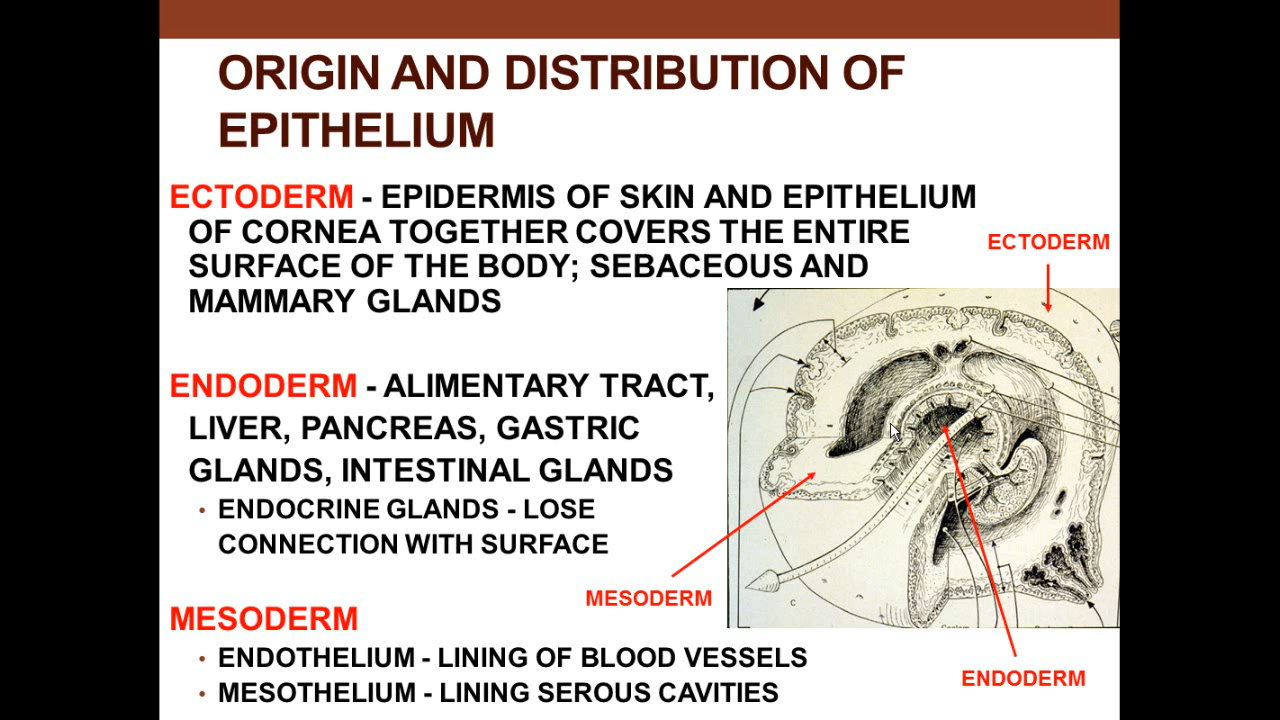 ORIGIN AND DISTRIBUTION OF
EPITHELIUM
ECTODERM - EPIDERMIS OF SKIN AND EPITHELIUM
OF CORNEA TOGETHER COVERS THE ENTIRE
SURFACE OF THE BODY; SEBACEOUS AND
MAMMARY GLANDS
ECTODERM
ENDODERM - ALIMENTARY TRACT,
LIVER, PANCREAS, GASTRIC
GLANDS, INTESTINAL GLANDS
• ENDOCRINE GLANDS - LOSE
CONNECTION WITH SURFACE
MESODERM
C
MESODERM
• ENDOTHELIUM - LINING OF BLOOD VESSELS
• MESOTHELIUM - LINING SEROUS CAVITIES
ENDODERM